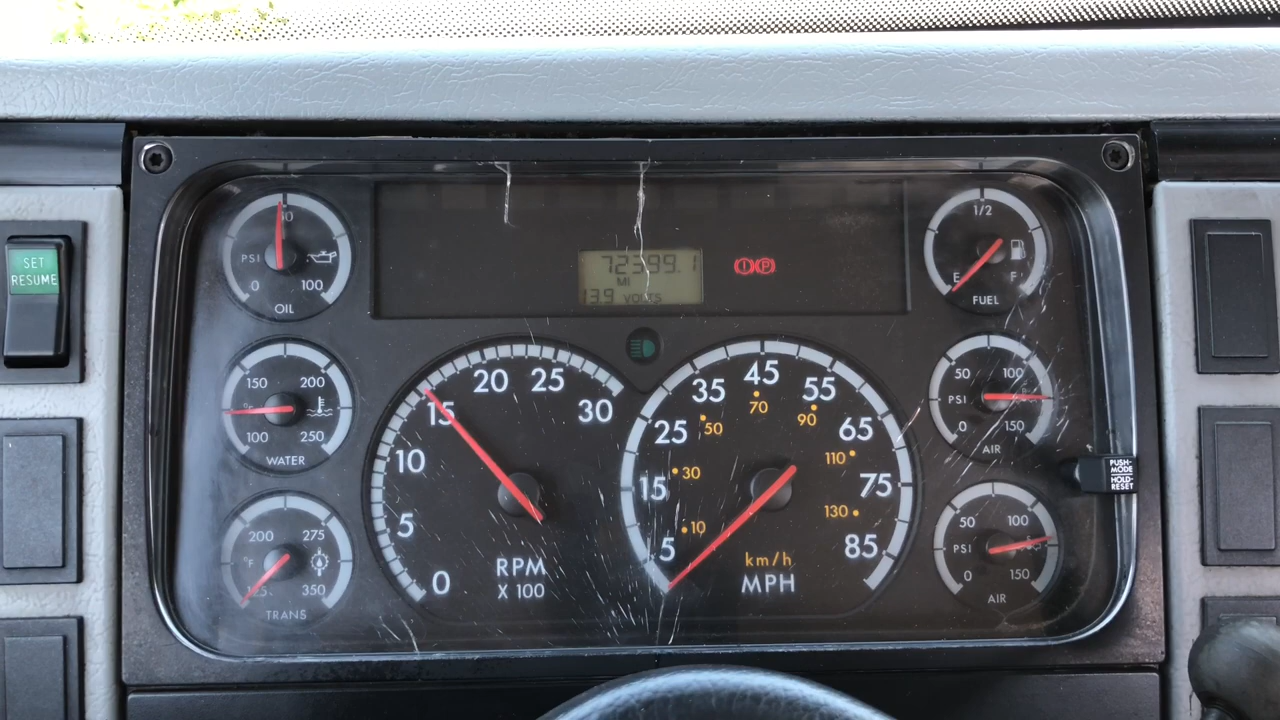 SET
RESUME
50
PSI
0 100
OIL
150 200
°F
100 250
WATER
200 275
°F
350
TRANS
72399.1
MI
13.9 VOLTS
P
0 5 10 15 20 25 30
RPM
X 100
5 15 25 35 45 55 65 75 85
10 30 50 70 90 110 130
km/h
MPH
1/2
E F
FUEL
50 100
PSI
0 150
AIR
50 100
PSI
0 150
AIR
PUSH-
MODE
HOLD-
RESET